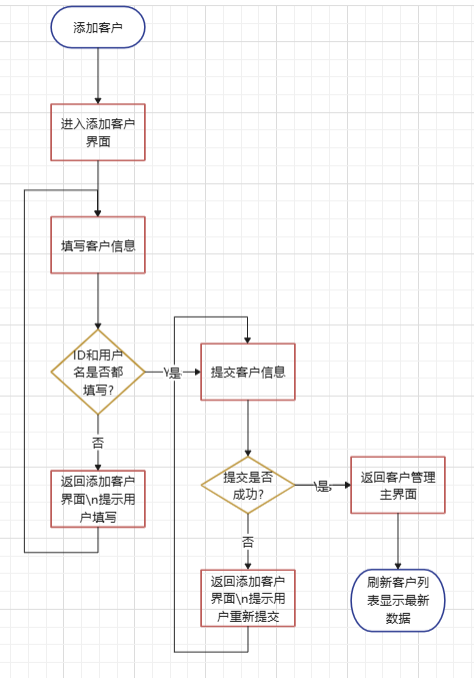 添加客户
进入添加客户
界面
填写客户信息
ID和用户
名是否都
填写?
\是
提交客户信息
否
返回添加客户
界面\n提示用
户填写
提交是否
成功?
\是,
返回客户管理
主界面
否
返回添加客户
界面\n提示用
户重新提交
刷新客户列
表显示最新
数据